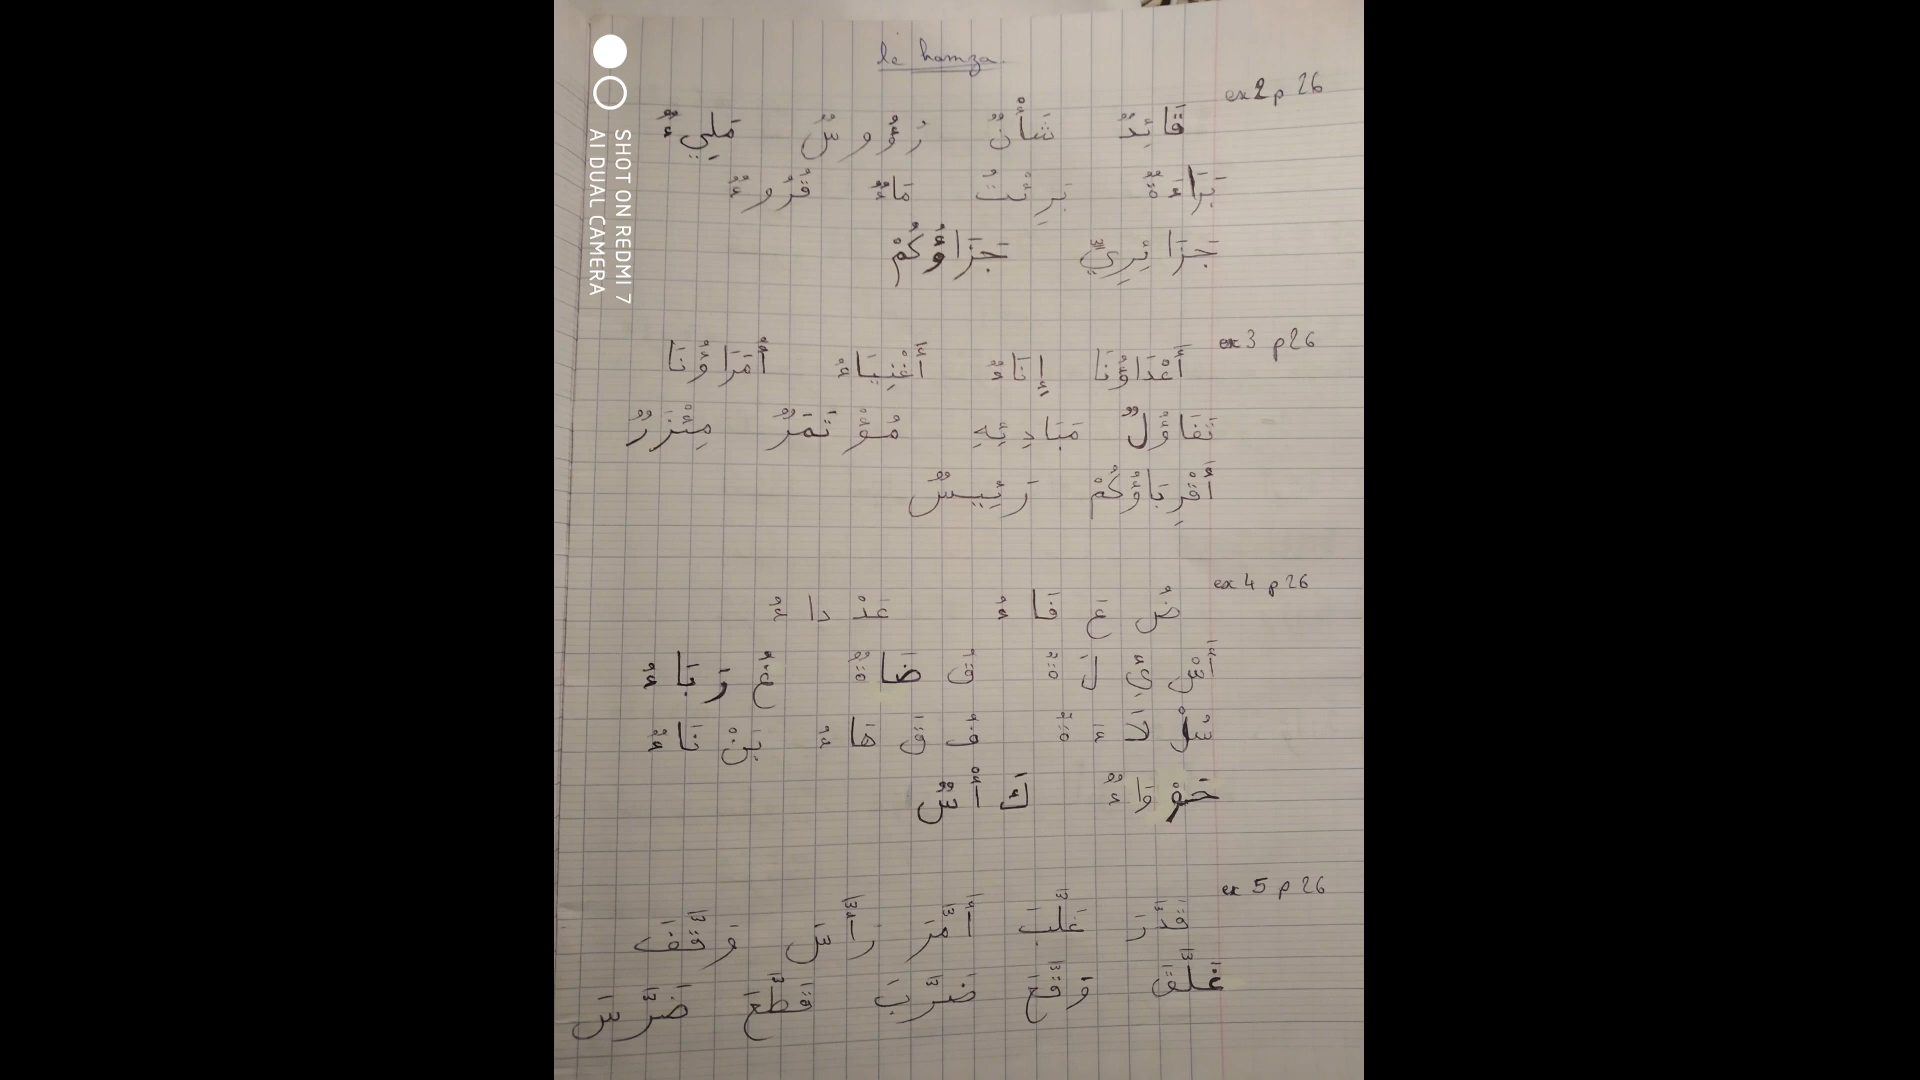 le hamza
ex 2 p 26
قَائِدٌ شَأْنٌ رُؤُوسٌ مَلِيءٌ
بَرَاءَةٌ بَرِئْتُ مَاءٌ قُرُوءٌ
جَزَائِرِيٌّ جَزَاؤُكُمْ
ex 3 p 26
أَعْدَاؤُنَا إِنَاءٌ أَغْنِيَاءُ أُمَرَاؤُنَا
تَفَاؤُلٌ مَبَادِئِهِ مُؤْتَمَرٌ مِئْزَرٌ
أَقْرِبَاؤُكُمْ رَئِيسٌ
ex 4 p 26
ضُ عَ فَا ءُ عَدْ دا ءُ
أَسْ ئِ لَ ةٌ قَ ضَا ةٌ غُ رَ بَا ءُ
سُلْ لَا ءَ ةٌ فُ قَ هَا ءُ بِنْ نَا ءٌ
حَوْ وَا ءٌ كَ أْ سٌ
ex 5 p 26
قَدَّرَ غَلَّبَ أَمَّرَ رَأَّسَ وَقَّفَ
غَلَّقَ وَقَّعَ ضَرَّبَ قَطَّعَ ضَرَّسَ
SHOT ON REDMI 7
AI DUAL CAMERA